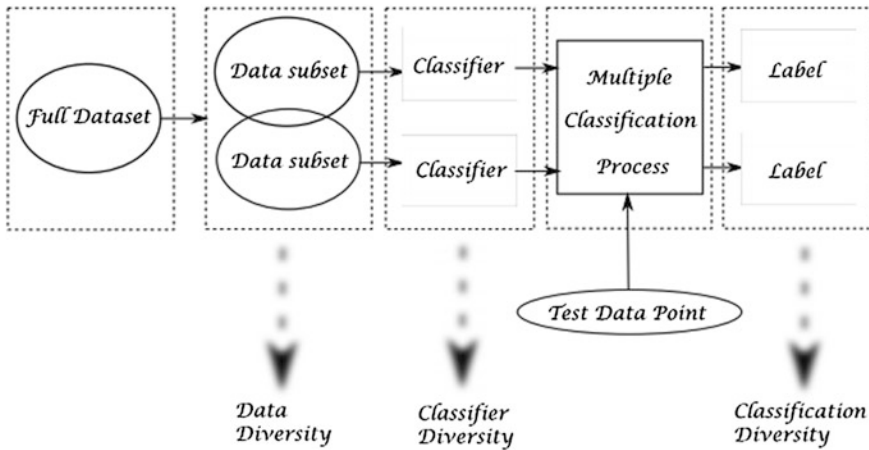 Full Dataset
Data subset
Data subset
Classifier
Classifier
Multiple
Classification
Process
Label
Label
Test Data Point
Data
Diversity
Classifier
Diversity
Classification
Diversity